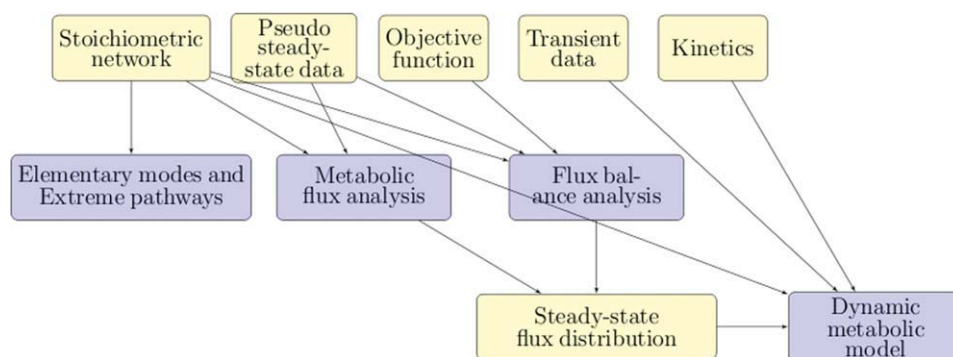 Stoichiometric
network
Pseudo
steady-
state data
Objective
function
Transient
data
Kinetics
Elementary modes and
Extreme pathways
Metabolic
flux analysis
Flux bal-
ance analysis
Steady-state
flux distribution
Dynamic
metabolic
model